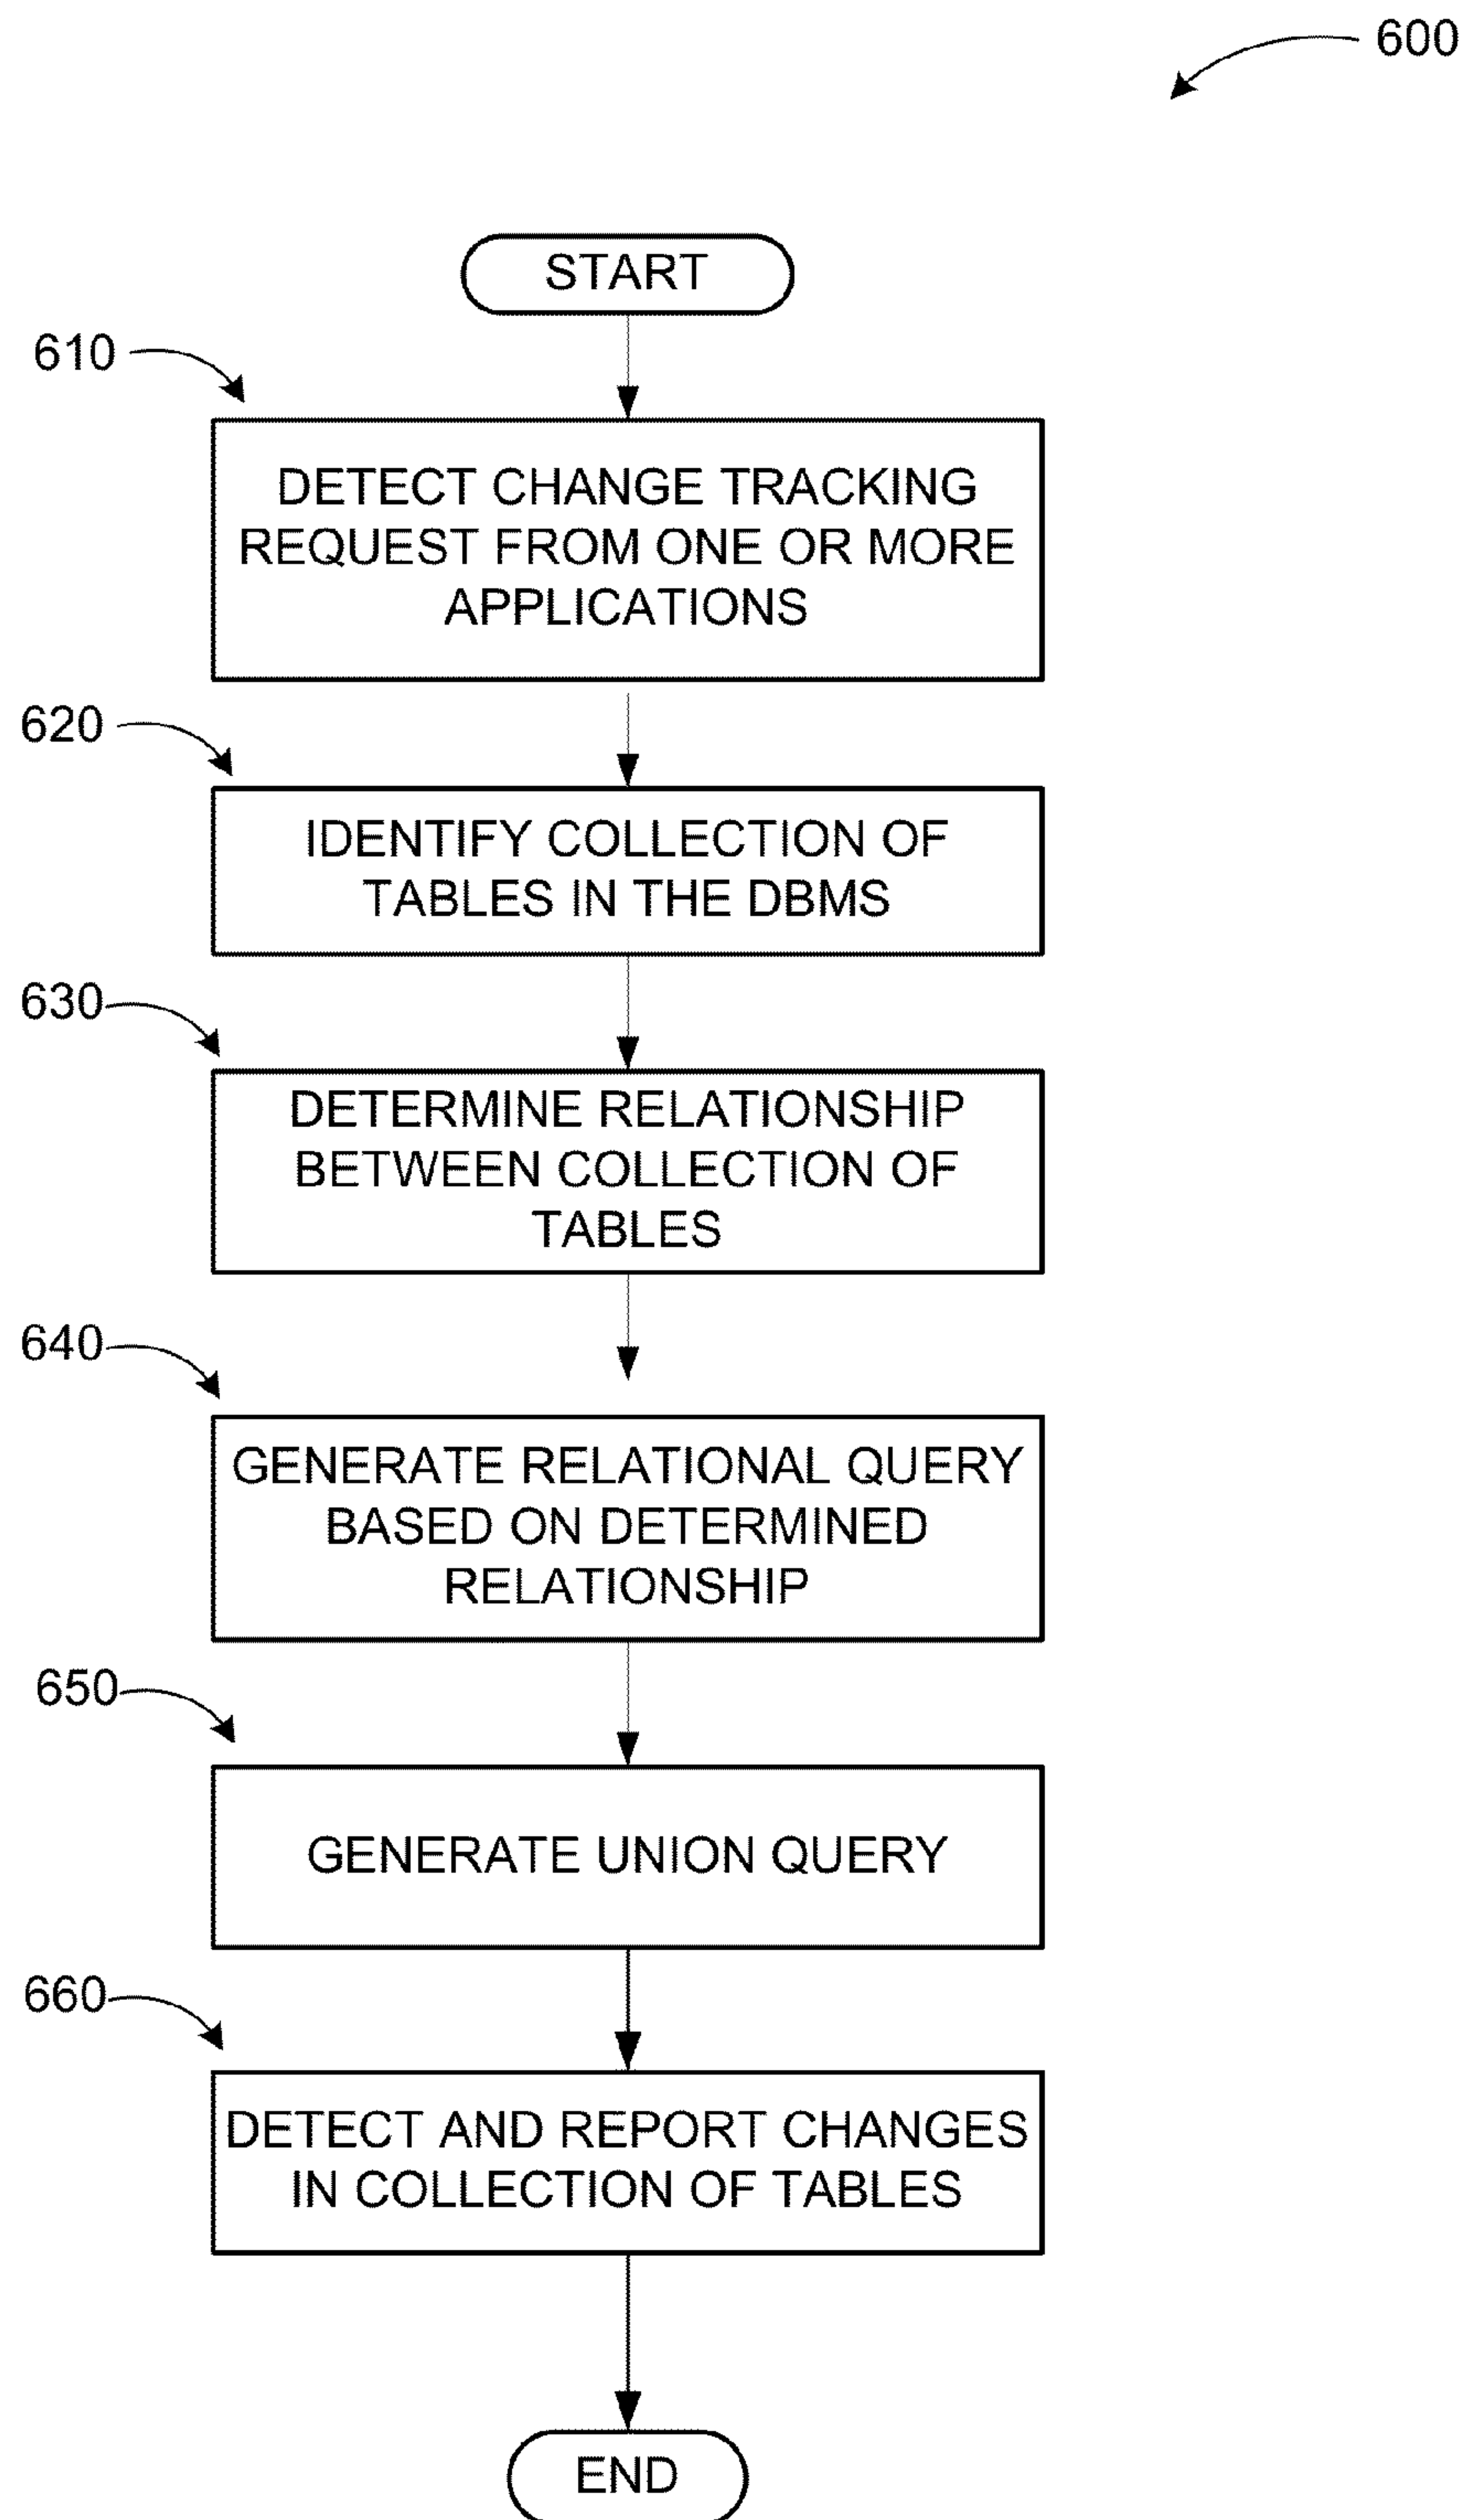 600
START
610
DETECT CHANGE TRACKING
REQUEST FROM ONE OR MORE
APPLICATIONS
620
IDENTIFY COLLECTION OF
TABLES IN THE DBMS
630
DETERMINE RELATIONSHIP
BETWEEN COLLECTION OF
TABLES
640
GENERATE RELATIONAL QUERY
BASED ON DETERMINED
RELATIONSHIP
650
GENERATE UNION QUERY
660
DETECT AND REPORT CHANGES
IN COLLECTION OF TABLES
END